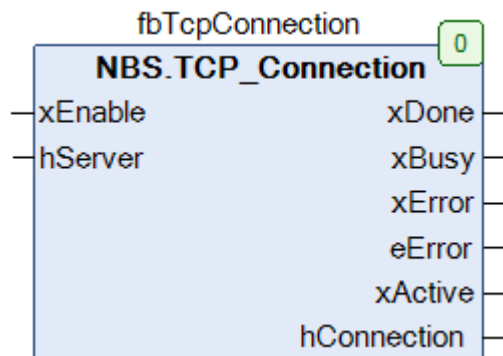 fbTcpConnection
0
NBS.TCP_Connection
xEnable xDone
hServer xBusy
xError
eError
xActive
hConnection